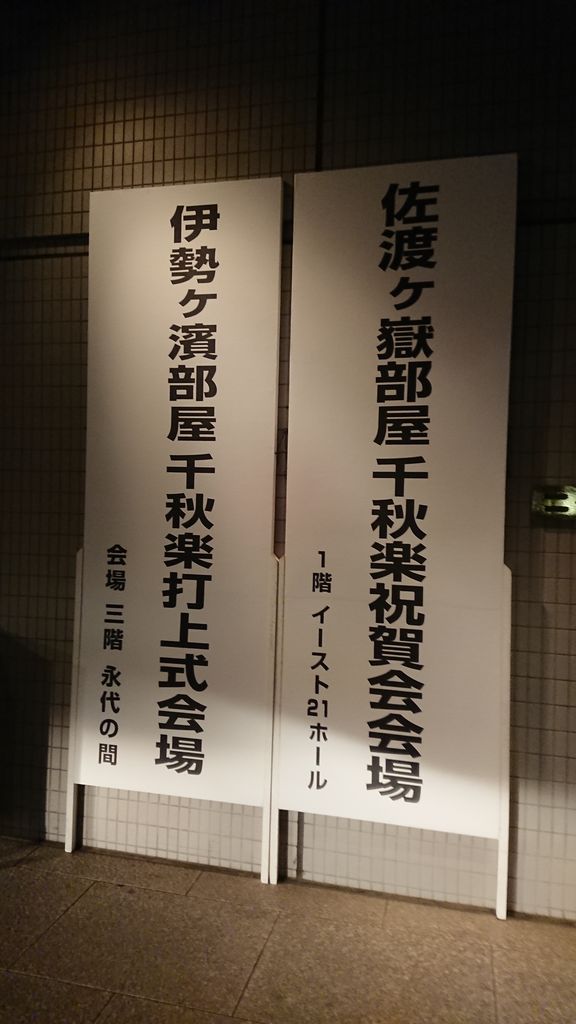 佐渡ヶ嶽部屋 千秋楽祝賀会会場
1階 イースト21ホール
伊勢ヶ濱部屋 千秋楽打上式会場
会場 三階 永代の間